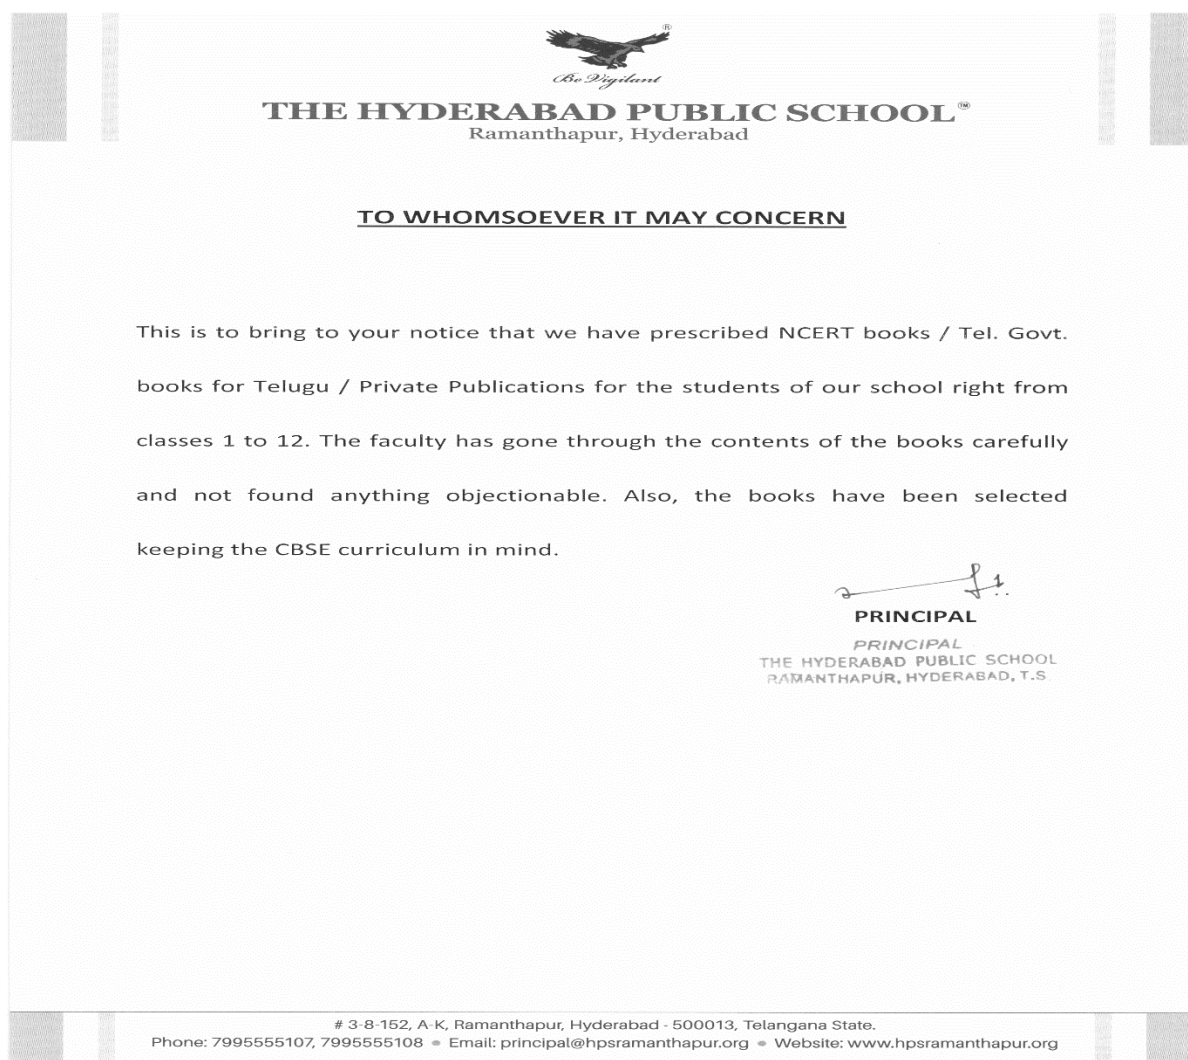 ®
Be Vigilant
THE HYDERABAD PUBLIC SCHOOL™
Ramanthapur, Hyderabad
TO WHOMSOEVER IT MAY CONCERN
This is to bring to your notice that we have prescribed NCERT books / Tel. Govt.
books for Telugu / Private Publications for the students of our school right from
classes 1 to 12. The faculty has gone through the contents of the books carefully
and not found anything objectionable. Also, the books have been selected
keeping the CBSE curriculum in mind.
PRINCIPAL
PRINCIPAL
THE HYDERABAD PUBLIC SCHOOL
RAMANTHAPUR, HYDERABAD, T.S.
# 3-8-152, A-K, Ramanthapur, Hyderabad - 500013, Telangana State.
Phone: 7995555107, 7995555108 • Email: principal@hpsramanthapur.org • Website: www.hpsramanthapur.org